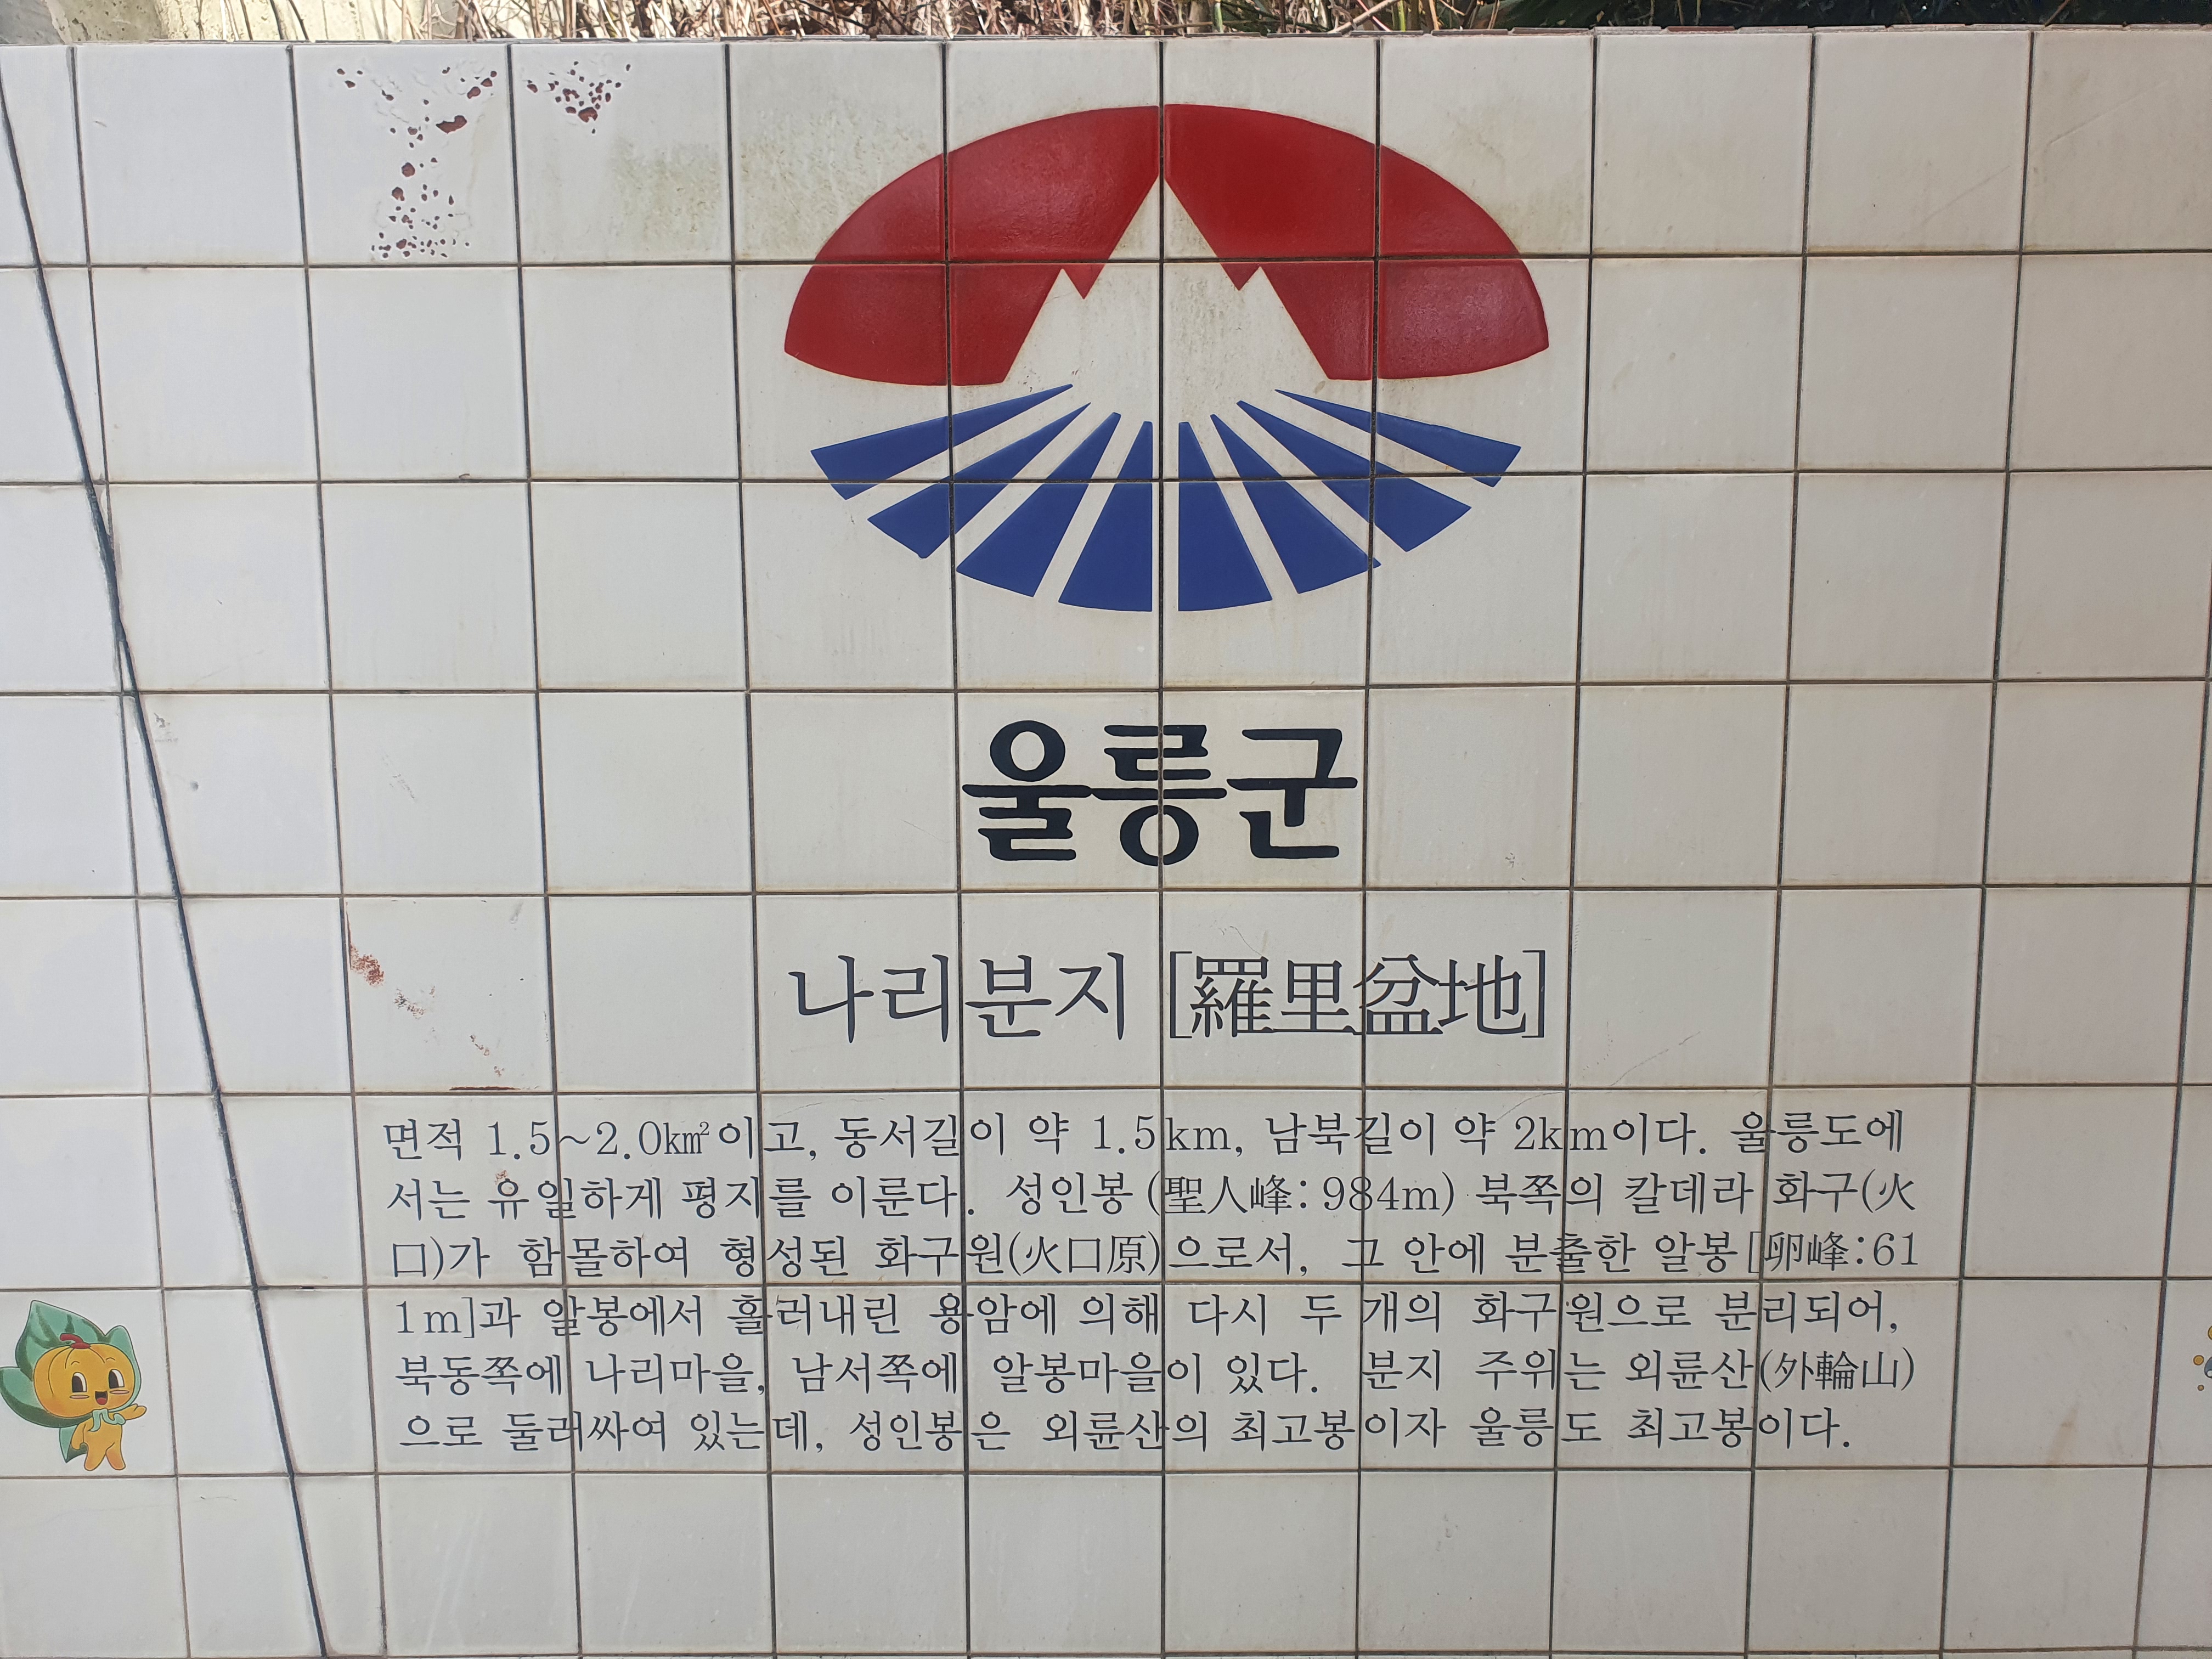 울릉군
나리분지 [羅里盆地]
면적 1.5~2.0㎢이고, 동서길이 약 1.5km, 남북길이 약 2km이다. 울릉도에
서는 유일하게 평지를 이룬다. 성인봉(聖人峰: 984m) 북쪽의 칼데라 화구(火
口)가 함몰하여 형성된 화구원(火口原)으로서, 그 안에 분출한 알봉[卵峰:61
1m]과 알봉에서 흘러내린 용암에 의해 다시 두 개의 화구원으로 분리되어,
북동쪽에 나리마을, 남서쪽에 알봉마을이 있다. 분지 주위는 외륜산(外輪山)
으로 둘러싸여 있는데, 성인봉은 외륜산의 최고봉이자 울릉도 최고봉이다.